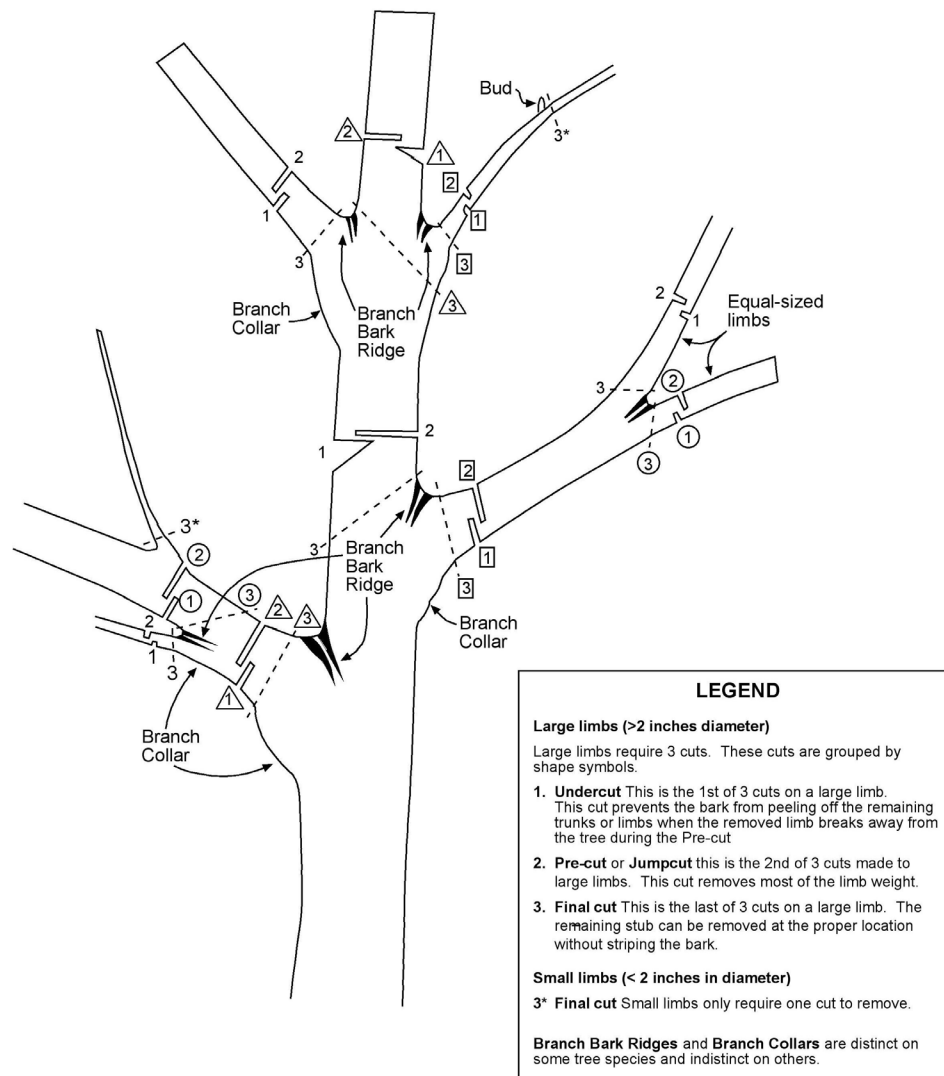 Bud
2
2
1
3*
2
1
1
3
3
3
Branch
Collar
Branch
Bark
Ridge
2
1
Equal-sized
limbs
3
2
1
3
2
1
2
1
3
3
Branch
Bark
Ridge
Branch
Collar
3*
2
1
3
2
3
2
1
3
1
Branch
Collar
LEGEND
Large limbs (>2 inches diameter)
Large limbs require 3 cuts. These cuts are grouped by
shape symbols.
1. Undercut This is the 1st of 3 cuts on a large limb.
This cut prevents the bark from peeling off the remaining
trunks or limbs when the removed limb breaks away from
the tree during the Pre-cut
2. Pre-cut or Jumpcut this is the 2nd of 3 cuts made to
large limbs. This cut removes most of the limb weight.
3. Final cut This is the last of 3 cuts on a large limb. The
remaining stub can be removed at the proper location
without striping the bark.
Small limbs (< 2 inches in diameter)
3* Final cut Small limbs only require one cut to remove.
Branch Bark Ridges and Branch Collars are distinct on
some tree species and indistinct on others.